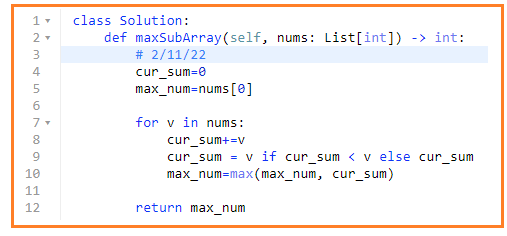 1 class Solution:
2     def maxSubArray(self, nums: List[int]) -> int:
3         # 2/11/22
4         cur_sum=0
5         max_num=nums[0]
6
7         for v in nums:
8             cur_sum+=v
9             cur_sum = v if cur_sum < v else cur_sum
10             max_num=max(max_num, cur_sum)
11
12         return max_num